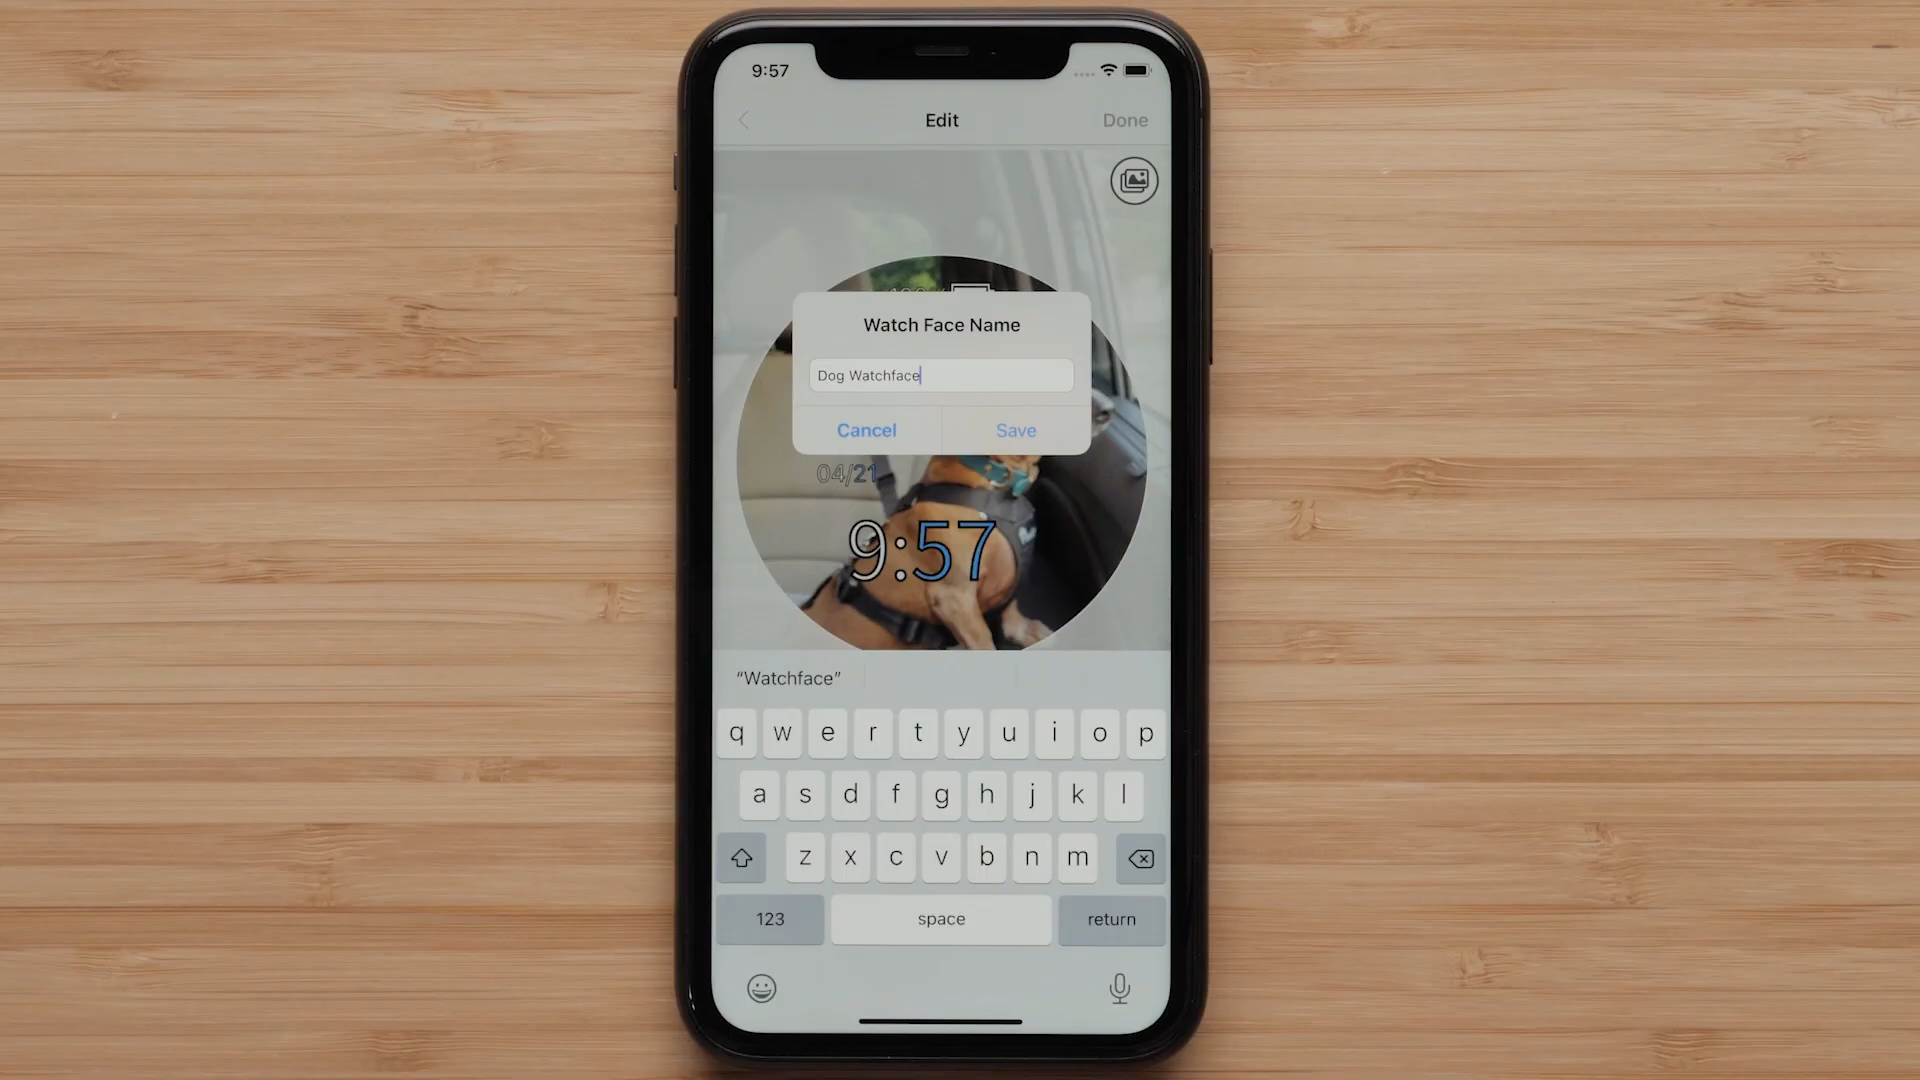 9:57
Edit
Done
Watch Face Name
Dog Watchface
Cancel
Save
04/21
9:57
“Watchface”
q w e r t y u i o p
a s d f g h j k l
z x c v b n m
123
space
return